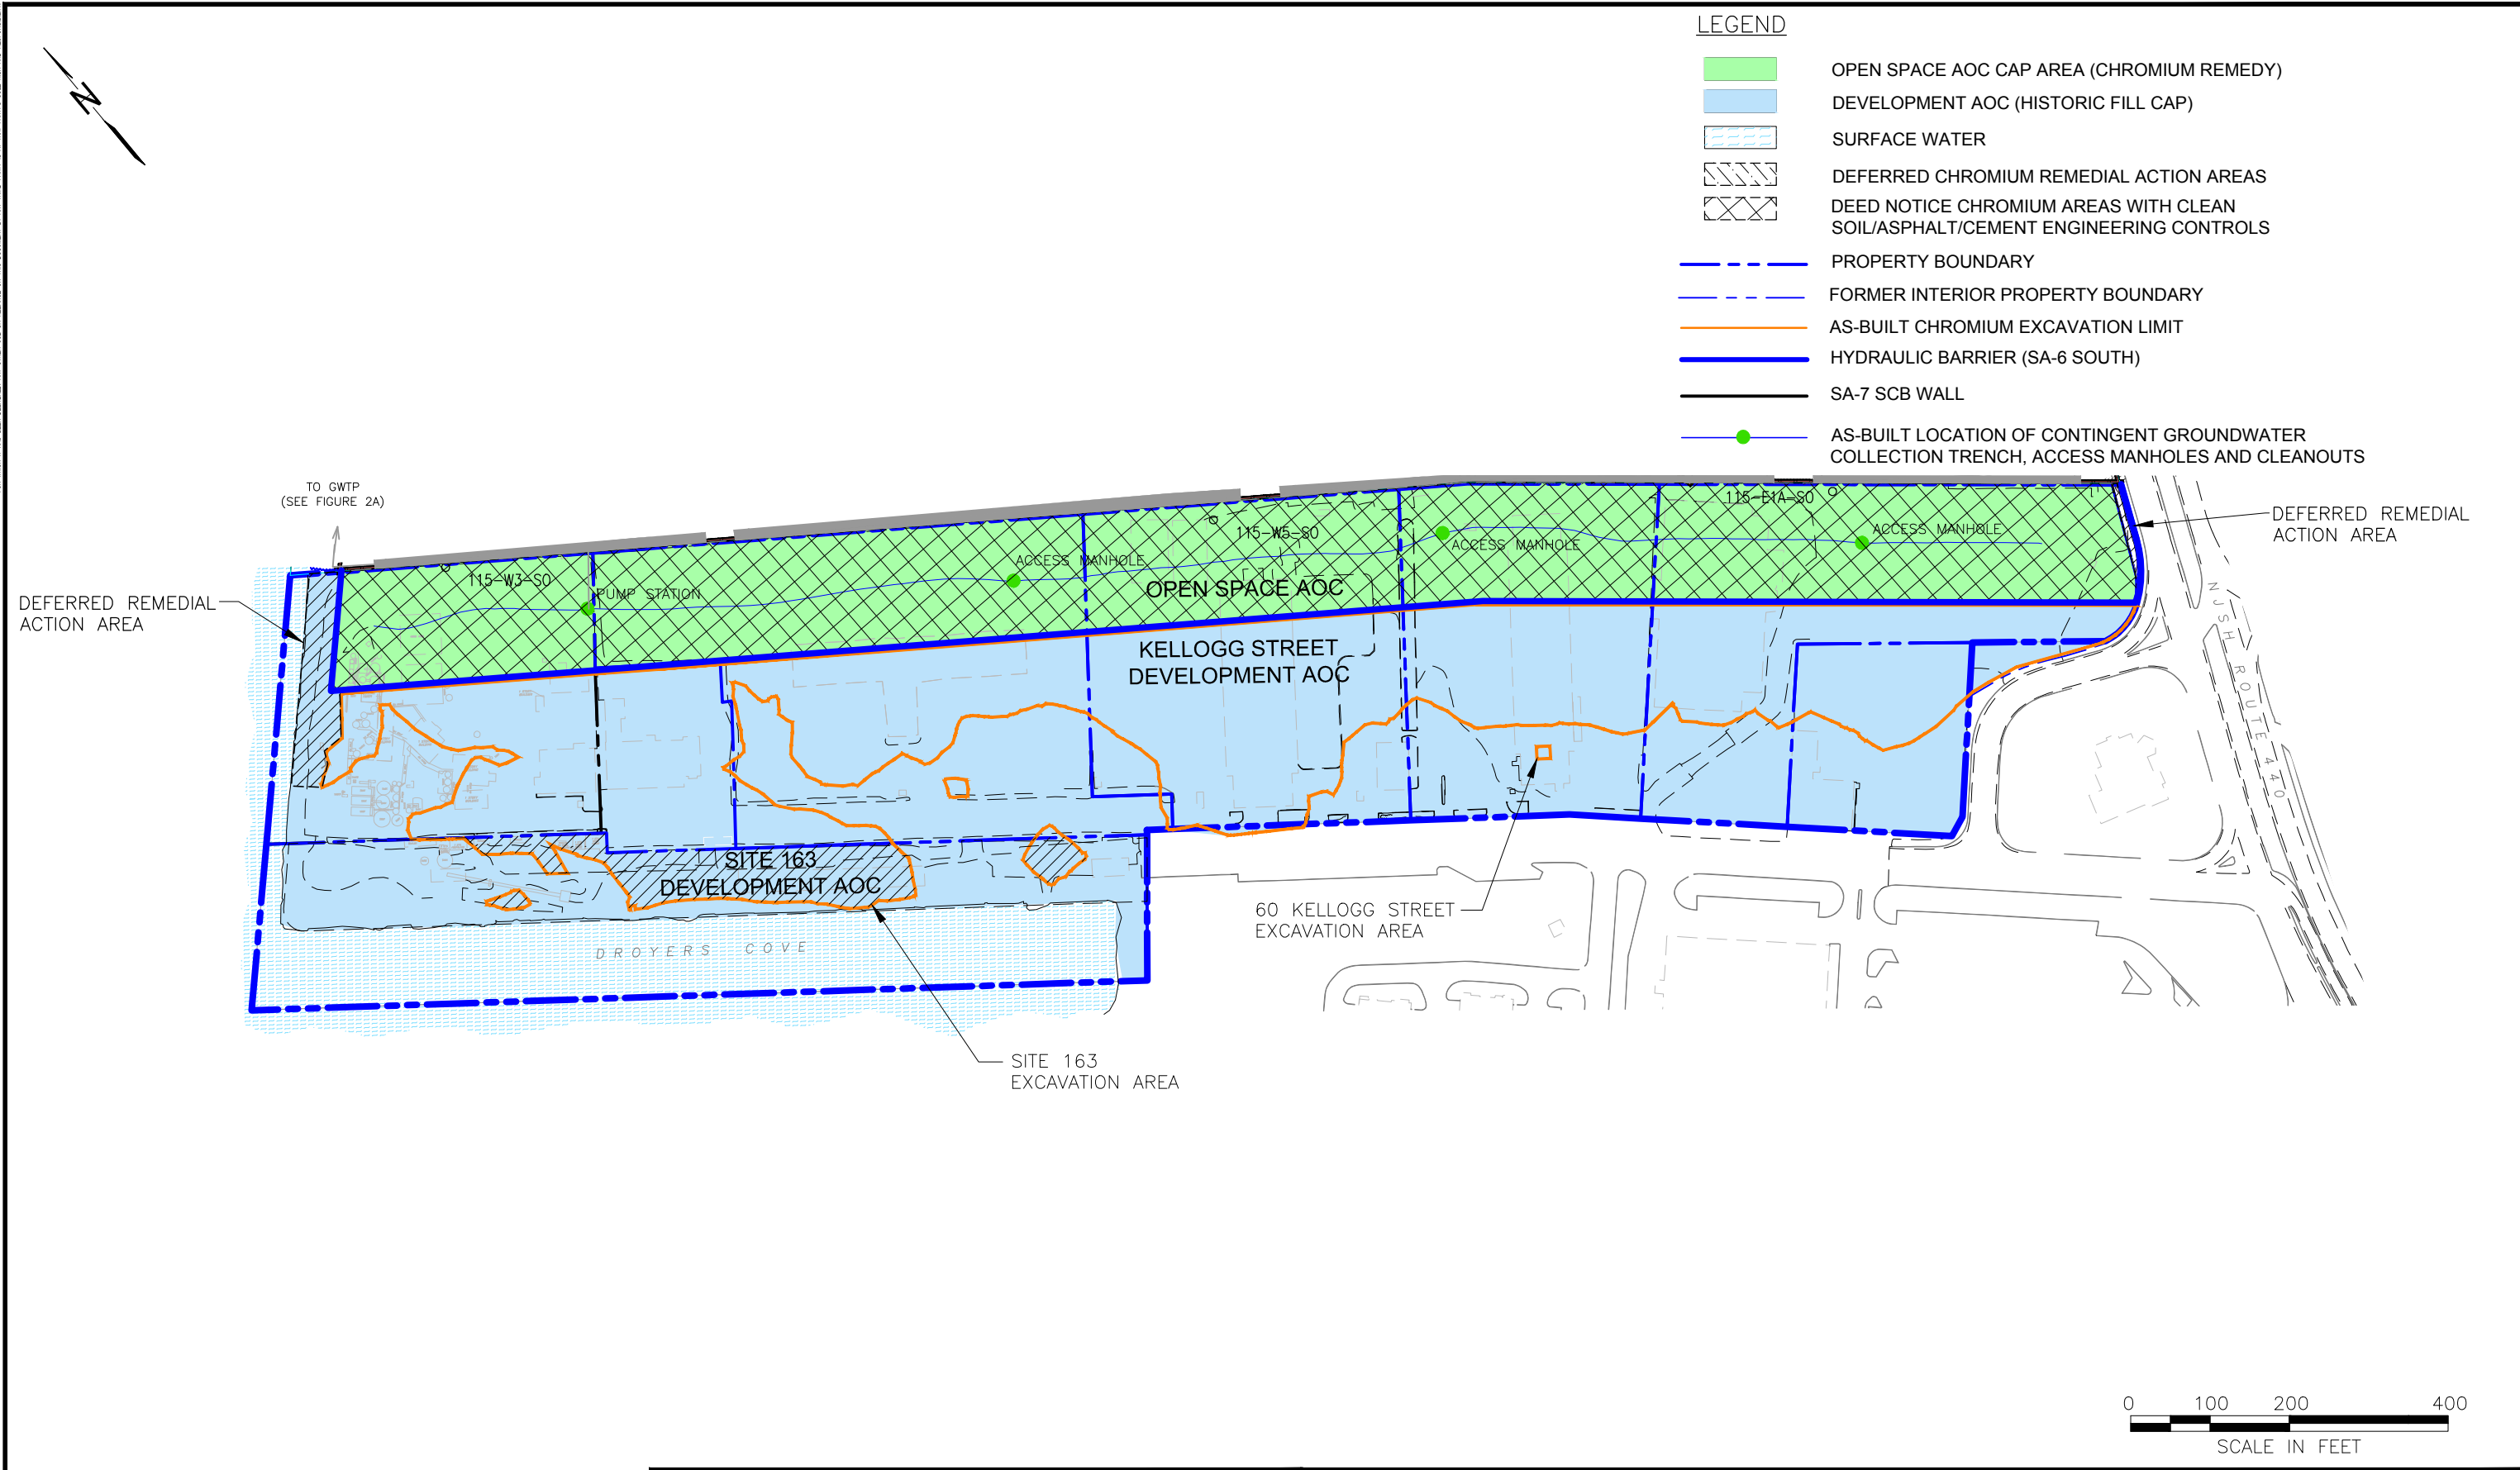 LEGEND
OPEN SPACE AOC CAP AREA (CHROMIUM REMEDY)
DEVELOPMENT AOC (HISTORIC FILL CAP)
SURFACE WATER
DEFERRED CHROMIUM REMEDIAL ACTION AREAS
DEED NOTICE CHROMIUM AREAS WITH CLEAN
SOIL/ASPHALT/CEMENT ENGINEERING CONTROLS
PROPERTY BOUNDARY
FORMER INTERIOR PROPERTY BOUNDARY
AS-BUILT CHROMIUM EXCAVATION LIMIT
HYDRAULIC BARRIER (SA-6 SOUTH)
SA-7 SCB WALL
AS-BUILT LOCATION OF CONTINGENT GROUNDWATER
COLLECTION TRENCH, ACCESS MANHOLES AND CLEANOUTS
N
TO GWTP
(SEE FIGURE 2A)
DEFERRED REMEDIAL
ACTION AREA
115-W3-SO
PUMP STATION
ACCESS MANHOLE
115-W5-SO
OPEN SPACE AOC
ACCESS MANHOLE
115-E1A-SO
ACCESS MANHOLE
DEFERRED REMEDIAL
ACTION AREA
KELLOGG STREET
DEVELOPMENT AOC
NJSH ROUTE 440
SITE 163
DEVELOPMENT AOC
60 KELLOGG STREET
EXCAVATION AREA
DROYERS COVE
SITE 163
EXCAVATION AREA
0 100 200 400
SCALE IN FEET